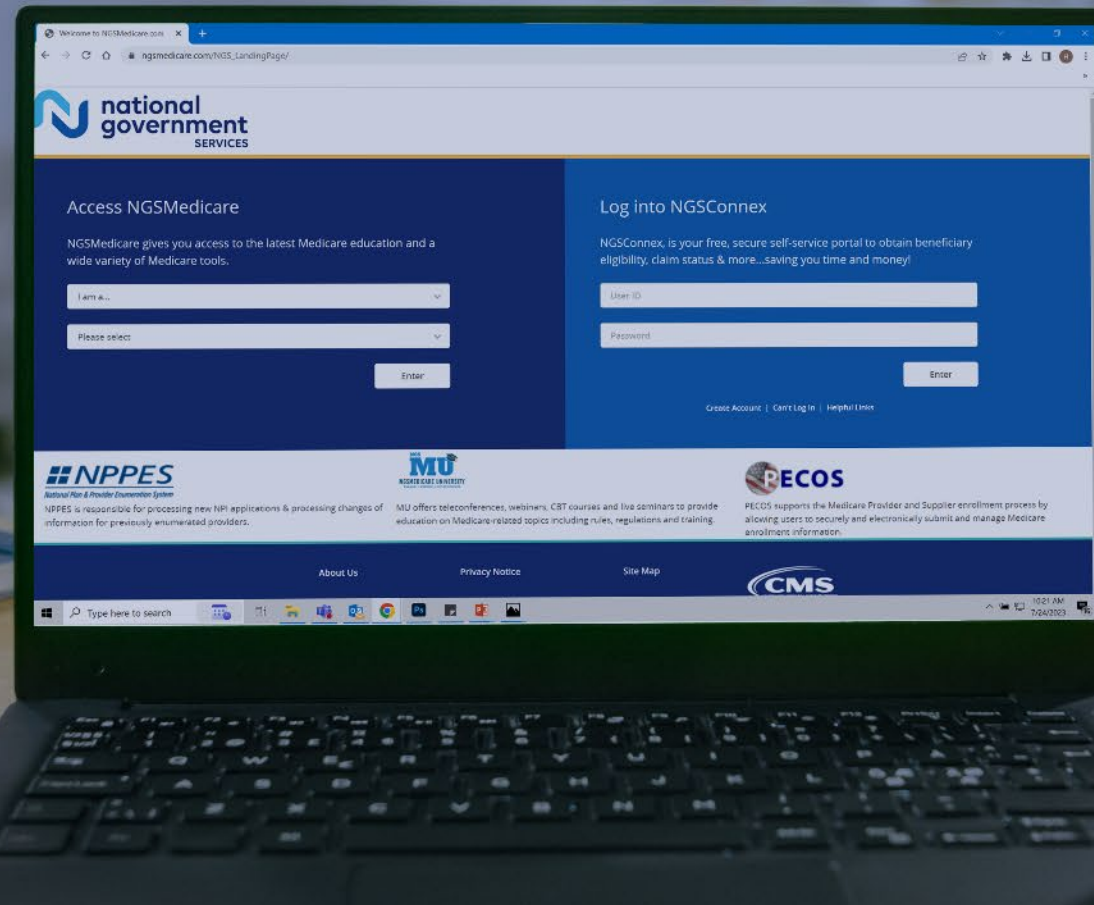 Welcome to NGSMedicare.com
ngsmedicare.com/NGS_LandingPage/
national
government
SERVICES
Access NGSMedicare
NGSMedicare gives you access to the latest Medicare education and a
wide variety of Medicare tools.
I am a...
Please select
Enter
Log into NGSConnex
NGSConnex, is your free, secure self-service portal to obtain beneficiary
eligibility, claim status & more...saving you time and money!
User ID
Password
Enter
Create Account | Can't Log In | Helpful Links
NPPES
National Plan & Provider Enumeration System
NPPES is responsible for processing new NPI applications & processing changes of
information for previously enumerated providers.
MU
NGSMEDICARE UNIVERSITY
MU offers teleconferences, webinars, CBT courses and live seminars to provide
education on Medicare-related topics including rules, regulations and training.
PECOS
PECOS supports the Medicare Provider and Supplier enrollment process by
allowing users to securely and electronically submit and manage Medicare
enrollment information.
About Us
Privacy Notice
Site Map
CMS
Type here to search
Ps
10:21 AM
7/24/2023
Q W E R T Y U I O P
A S D F G H J K L
Z X C V B N M